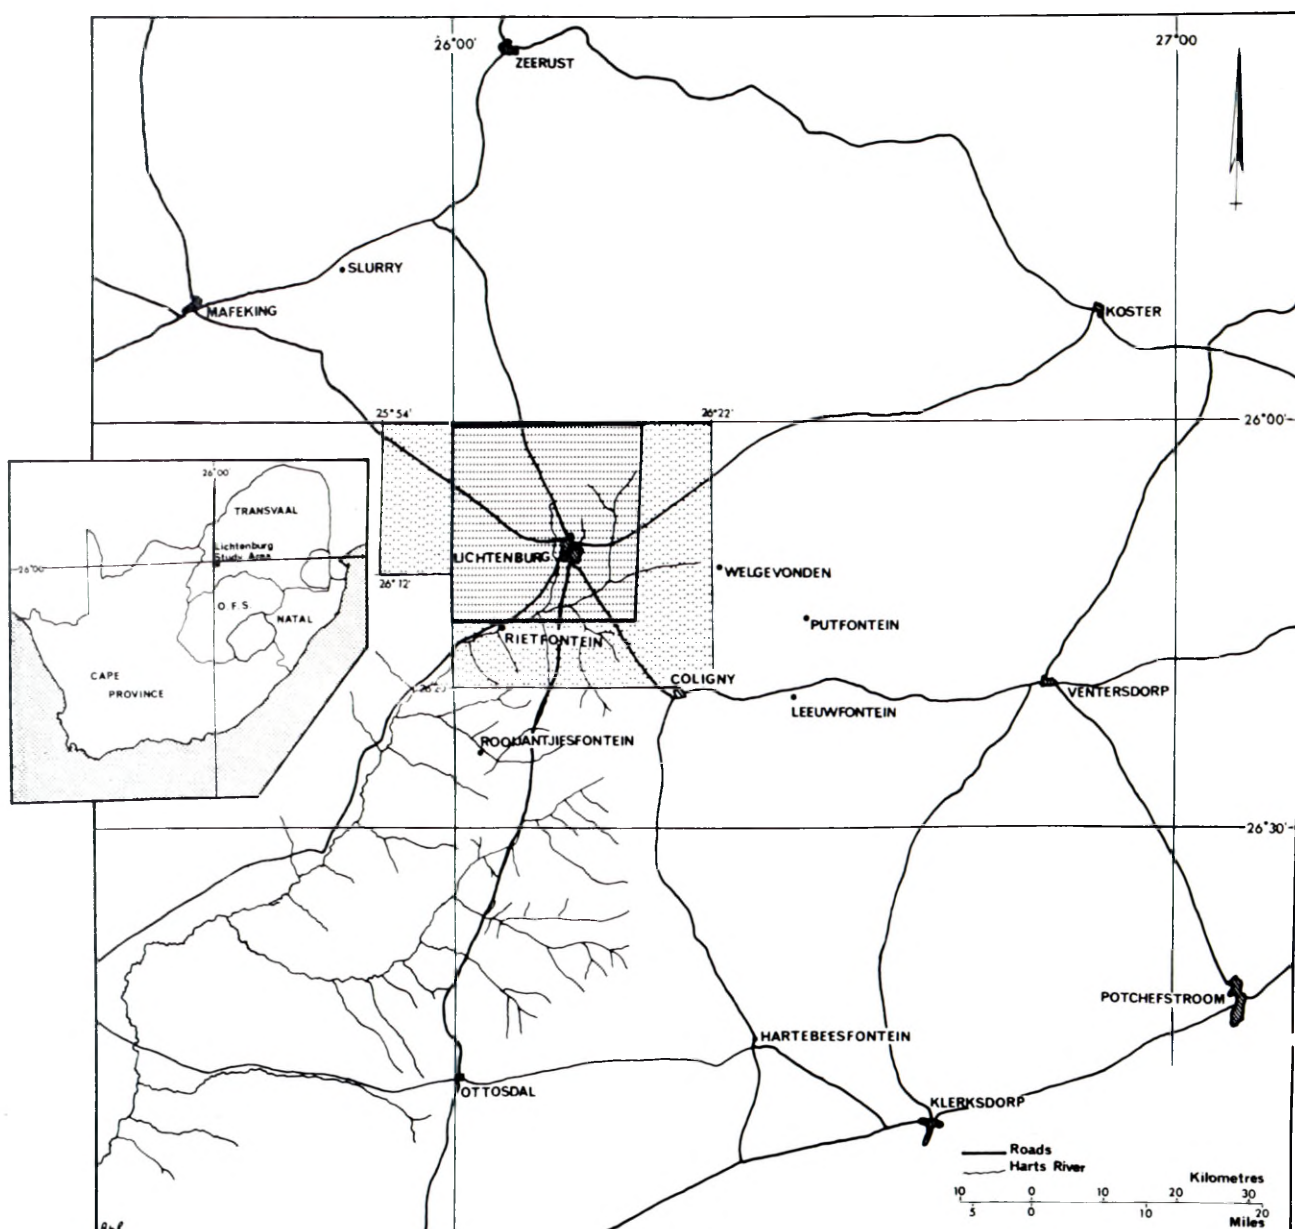 26°00'
27°00
ZEERUST
SLURRY
MAFEKING
KOSTER
25°54'
26°22'
26°00'
26°00
TRANSVAAL
Lichtenburg
Study Area
26°00'
O.F.S.
NATAL
CAPE
PROVINCE
LICHTENBURG
26°12'
WELGEVONDEN
PUTFONTEIN
RIETFONTEIN
COLIGNY
VENTERSDORP
LEEUWFONTEIN
ROOIJANTJIESFONTEIN
26°30'
POTCHEFSTROOM
HARTEBEESFONTEIN
OTTOSDAL
KLERKSDORP
Roads
Harts River
Kilometres
10 0 10 20 30
5 0 10 20
Miles